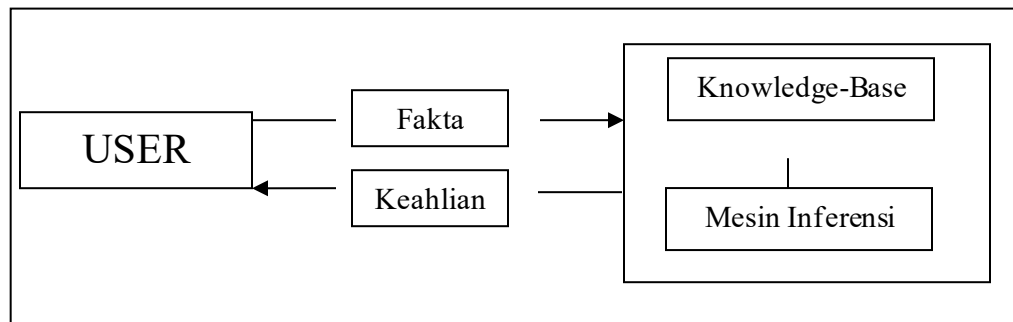 Knowledge-Base
Fakta
USER
Keahlian
Mesin Inferensi